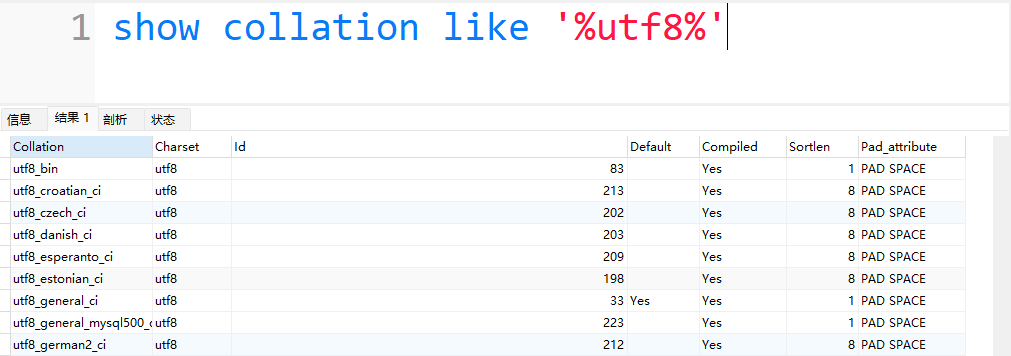 1 show collation like '%utf8%'
信息 结果 1 剖析 状态
Collation Charset Id Default Compiled Sortlen Pad_attribute
utf8_bin utf8 83 Yes 1 PAD SPACE
utf8_croatian_ci utf8 213 Yes 8 PAD SPACE
utf8_czech_ci utf8 202 Yes 8 PAD SPACE
utf8_danish_ci utf8 203 Yes 8 PAD SPACE
utf8_esperanto_ci utf8 209 Yes 8 PAD SPACE
utf8_estonian_ci utf8 198 Yes 8 PAD SPACE
utf8_general_ci utf8 33 Yes Yes 1 PAD SPACE
utf8_general_mysql500_c utf8 223 Yes 1 PAD SPACE
utf8_german2_ci utf8 212 Yes 8 PAD SPACE